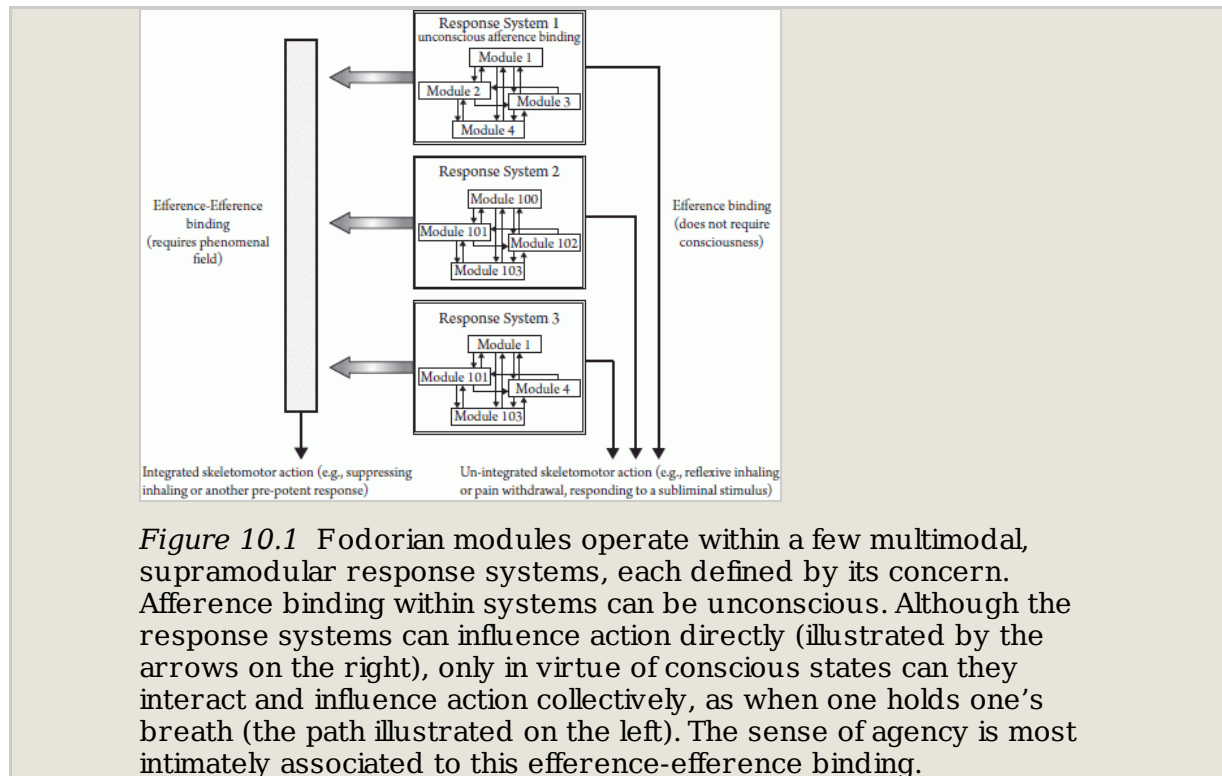 Response System 1
unconscious afference binding
Module 1
Module 2
Module 3
Module 4
Response System 2
Module 100
Module 101
Module 102
Module 103
Response System 3
Module 1
Module 101
Module 4
Module 103
Efference-Efference
binding
(requires phenomenal
field)
Efference binding
(does not require
consciousness)
Integrated skeletomotor action (e.g., suppressing
inhaling or another pre-potent response)
Un-integrated skeletomotor action (e.g., reflexive inhaling
or pain withdrawal, responding to a subliminal stimulus)
Figure 10.1 Fodorian modules operate within a few multimodal,
supramodular response systems, each defined by its concern.
Afference binding within systems can be unconscious. Although the
response systems can influence action directly (illustrated by the
arrows on the right), only in virtue of conscious states can they
interact and influence action collectively, as when one holds one’s
breath (the path illustrated on the left). The sense of agency is most
intimately associated to this efference-efference binding.